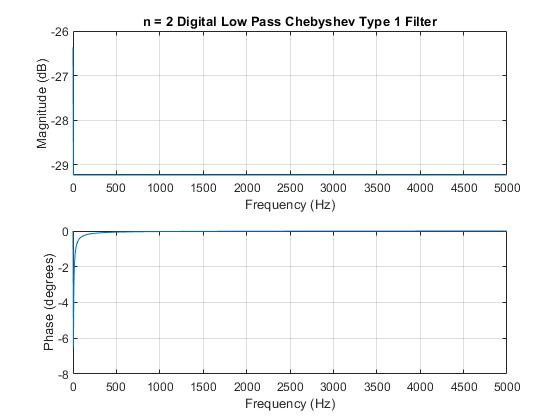 n = 2 Digital Low Pass Chebyshev Type 1 Filter
-26
-27
-28
-29
Magnitude (dB)
0 500 1000 1500 2000 2500 3000 3500 4000 4500 5000
Frequency (Hz)
0
-2
-4
-6
-8
Phase (degrees)
0 500 1000 1500 2000 2500 3000 3500 4000 4500 5000
Frequency (Hz)